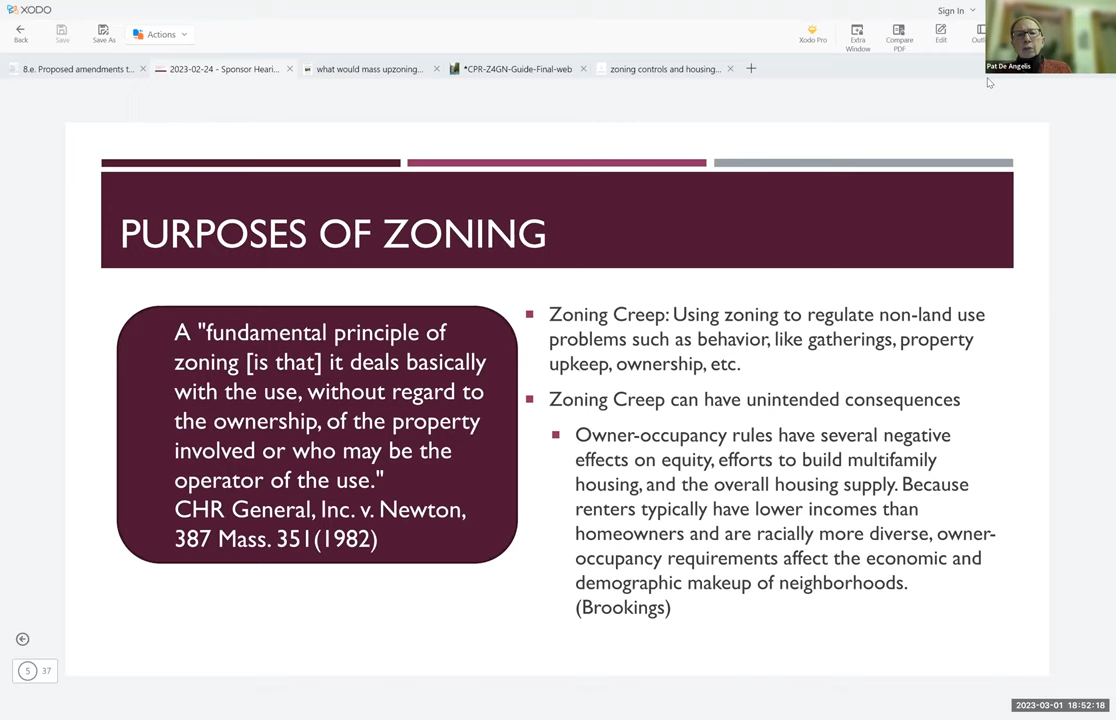 XODO
Sign In
Back
Save
Save As
Actions
Xodo Pro
Extra
Window
Compare
PDF
Edit
Pat De Angelis
8.e. Proposed amendments t...
2023-02-24 - Sponsor Heari...
what would mass upzoning...
*CPR-Z4GN-Guide-Final-web
zoning controls and housing...
PURPOSES OF ZONING
A "fundamental principle of
zoning [is that] it deals basically
with the use, without regard to
the ownership, of the property
involved or who may be the
operator of the use."
CHR General, Inc. v. Newton,
387 Mass. 351(1982)
Zoning Creep: Using zoning to regulate non-land use
problems such as behavior, like gatherings, property
upkeep, ownership, etc.
Zoning Creep can have unintended consequences
Owner-occupancy rules have several negative
effects on equity, efforts to build multifamily
housing, and the overall housing supply. Because
renters typically have lower incomes than
homeowners and are racially more diverse, owner-
occupancy requirements affect the economic and
demographic makeup of neighborhoods.
(Brookings)
5 37
2023-03-01 18:52:18